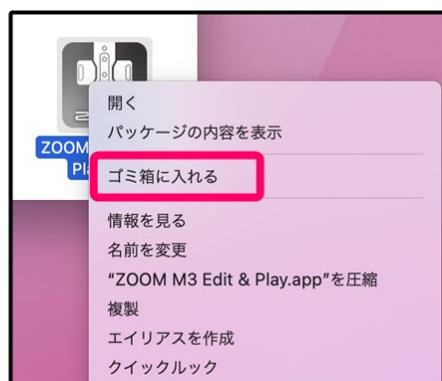 ZOOM
Pl
開く
パッケージの内容を表示
ゴミ箱に入れる
情報を見る
名前を変更
“ZOOM M3 Edit & Play.app”を圧縮
複製
エイリアスを作成
クイックルック